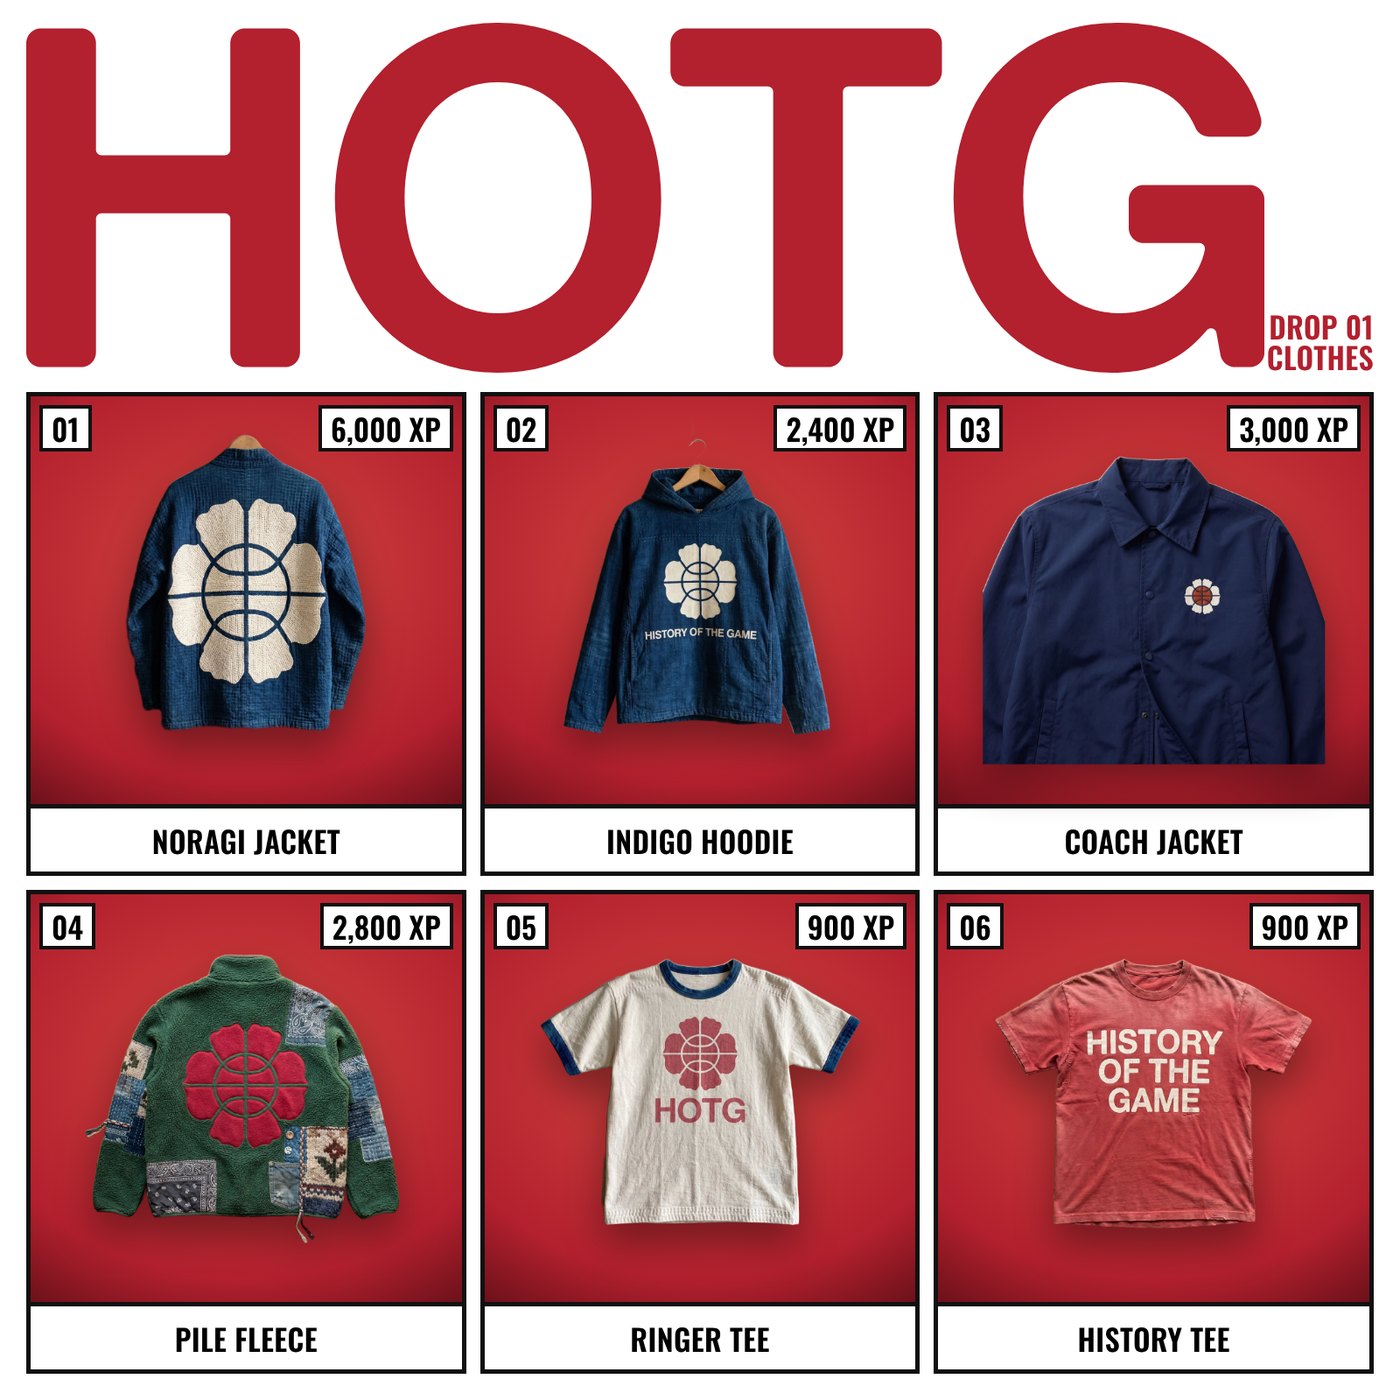 HOTG
DROP 01
CLOTHES
01
6,000 XP
NORAGI JACKET
02
2,400 XP
HISTORY OF THE GAME
INDIGO HOODIE
03
3,000 XP
COACH JACKET
04
2,800 XP
PILE FLEECE
05
900 XP
HOTG
RINGER TEE
06
900 XP
HISTORY
OF THE
GAME
HISTORY TEE